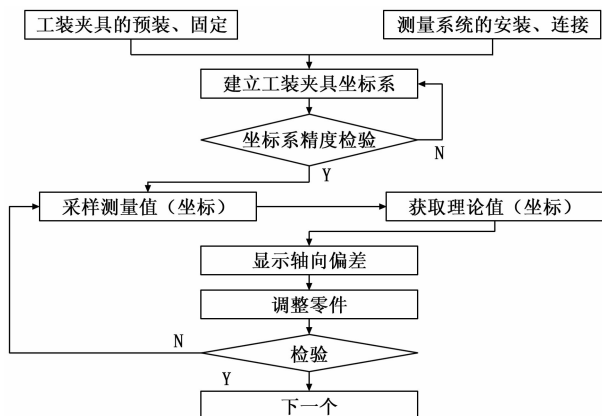 工装夹具的预装、固定
测量系统的安装、连接
建立工装夹具坐标系
坐标系精度检验
N
Y
采样测量值（坐标）
获取理论值（坐标）
显示轴向偏差
调整零件
N
检验
Y
下一个